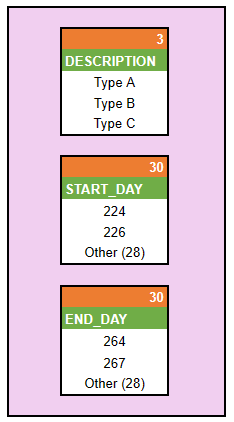 3
DESCRIPTION
Type A
Type B
Type C
30
START_DAY
224
226
Other (28)
30
END_DAY
264
267
Other (28)